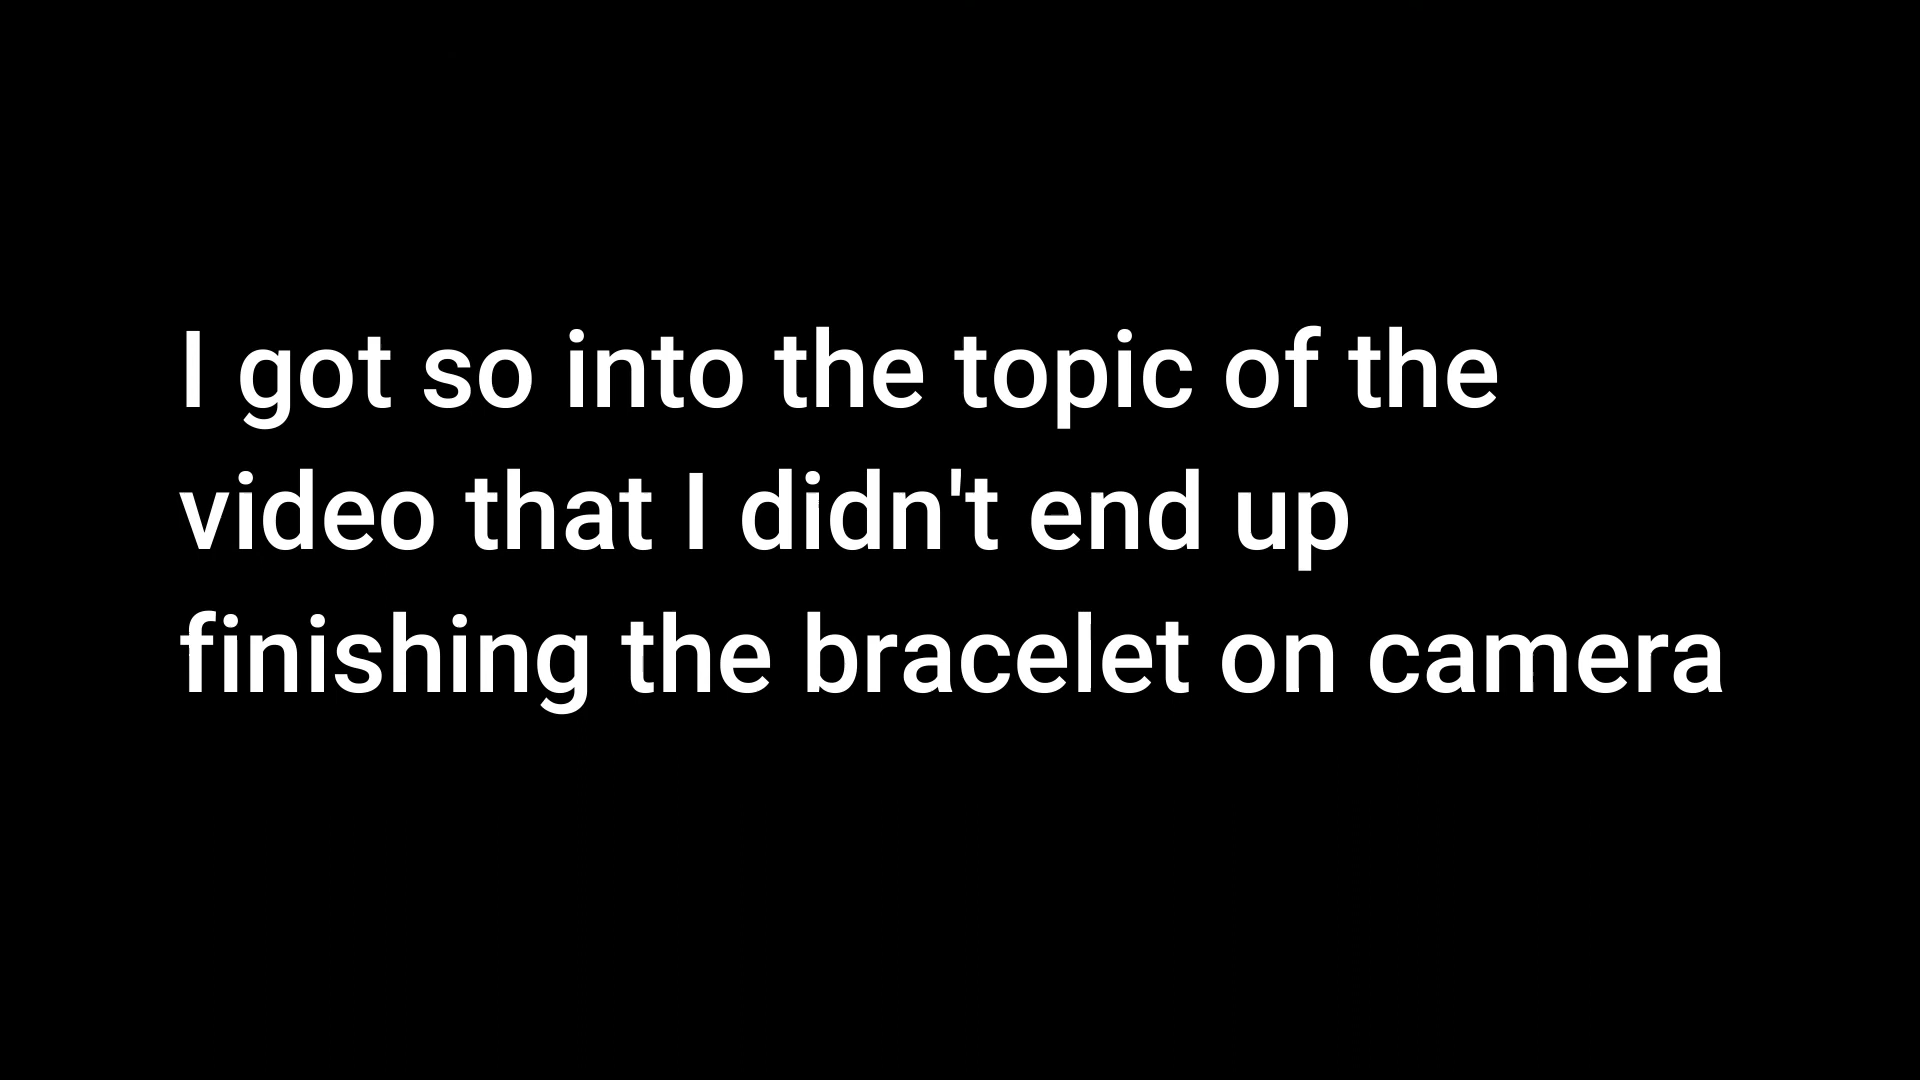 I got so into the topic of the
video that I didn't end up
finishing the bracelet on camera